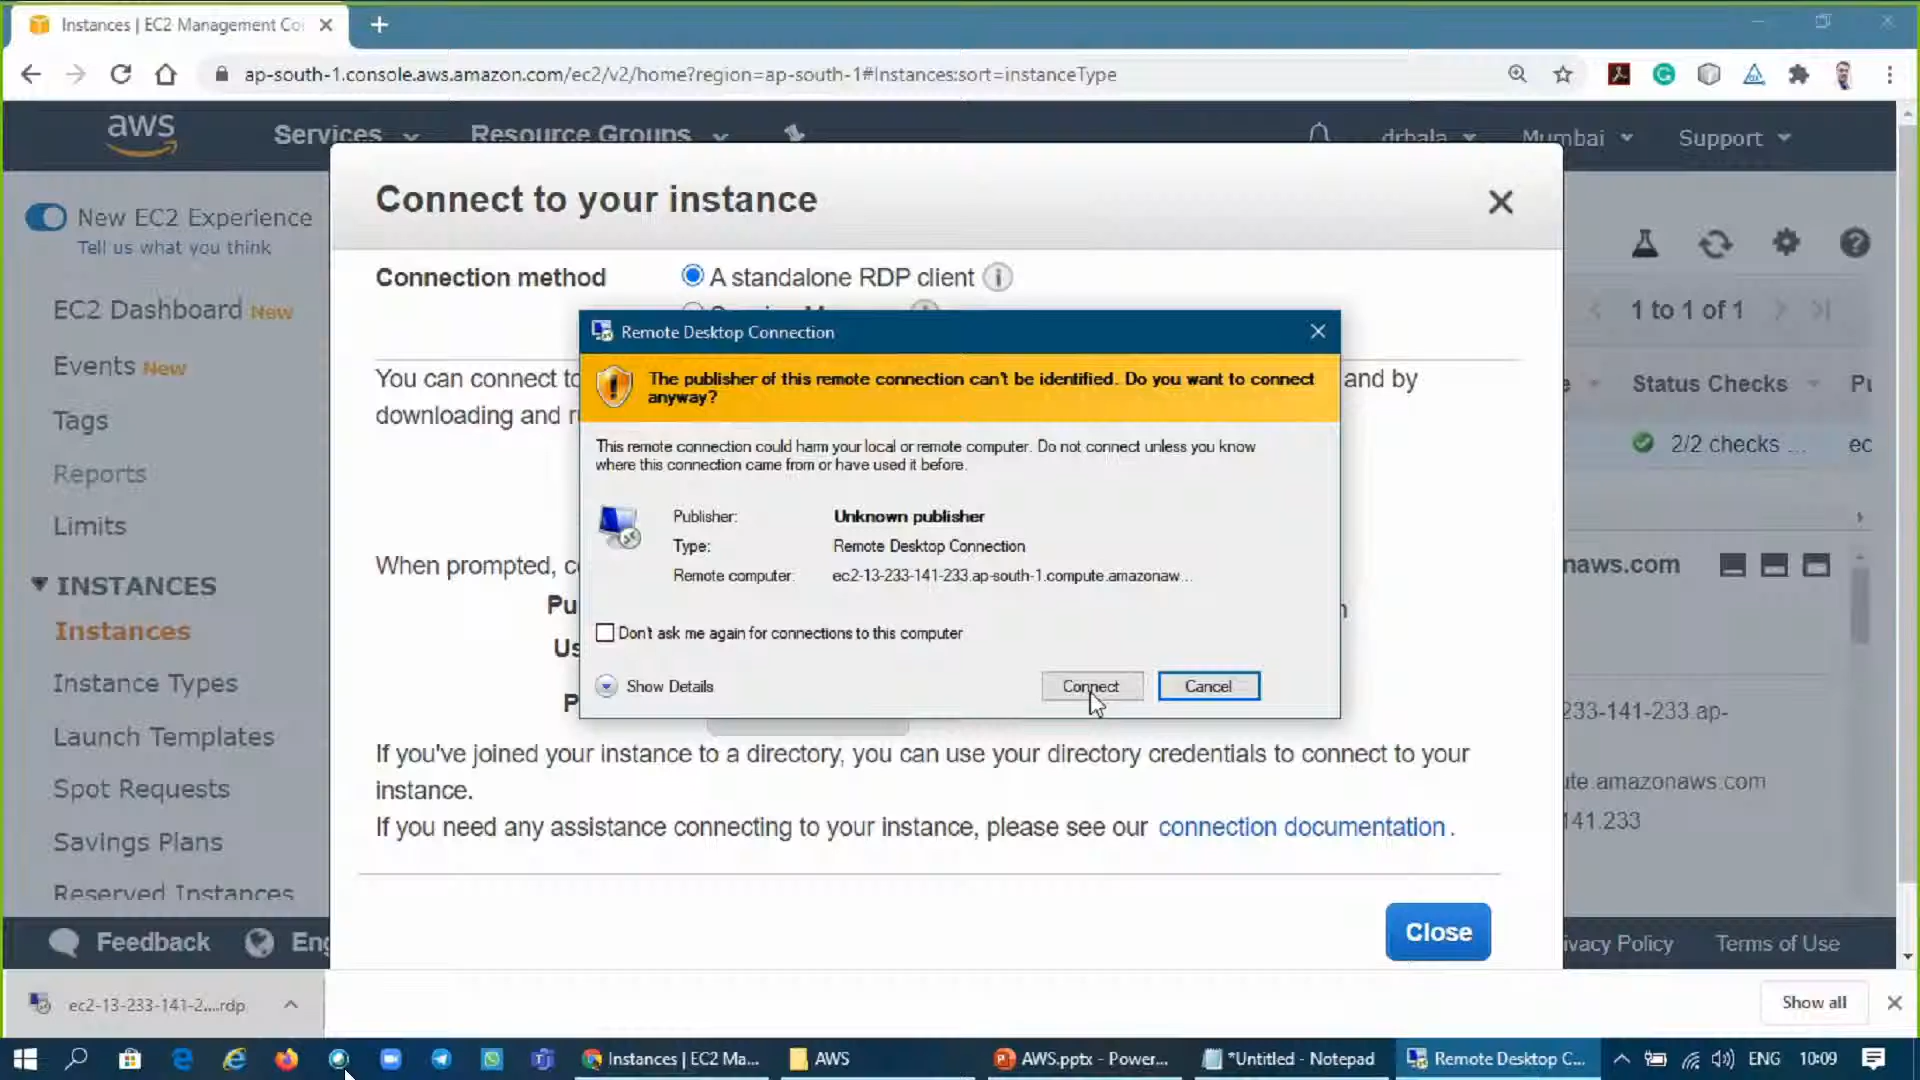 Instances | EC2 Management Co
ap-south-1.console.aws.amazon.com/ec2/v2/home?region=ap-south-1#Instances:sort=instanceType
aws
Services
Resource Groups
drbala
Mumbai
Support
New EC2 Experience
Tell us what you think
EC2 Dashboard New
Events New
Tags
Reports
Limits
INSTANCES
Instances
Instance Types
Launch Templates
Spot Requests
Savings Plans
Reserved Instances
Connect to your instance
Connection method
A standalone RDP client
You can connect to
and by
downloading and r
When prompted, c
Pu
Us
P
Remote Desktop Connection
The publisher of this remote connection can't be identified. Do you want to connect
anyway?
This remote connection could harm your local or remote computer. Do not connect unless you know
where this connection came from or have used it before.
Publisher: Unknown publisher
Type: Remote Desktop Connection
Remote computer: ec2-13-233-141-233.ap-south-1.compute.amazonaw...
Don't ask me again for connections to this computer
Show Details
Connect
Cancel
If you've joined your instance to a directory, you can use your directory credentials to connect to your
instance.
If you need any assistance connecting to your instance, please see our connection documentation.
Close
1 to 1 of 1
Status Checks
Pu
2/2 checks ...
ec
naws.com
233-141-233.ap-
ute.amazonaws.com
141.233
Feedback
Eng
ivacy Policy
Terms of Use
ec2-13-233-141-2....rdp
Show all
Instances | EC2 Ma...
AWS
AWS.pptx - Power...
*Untitled - Notepad
Remote Desktop C...
ENG
10:09